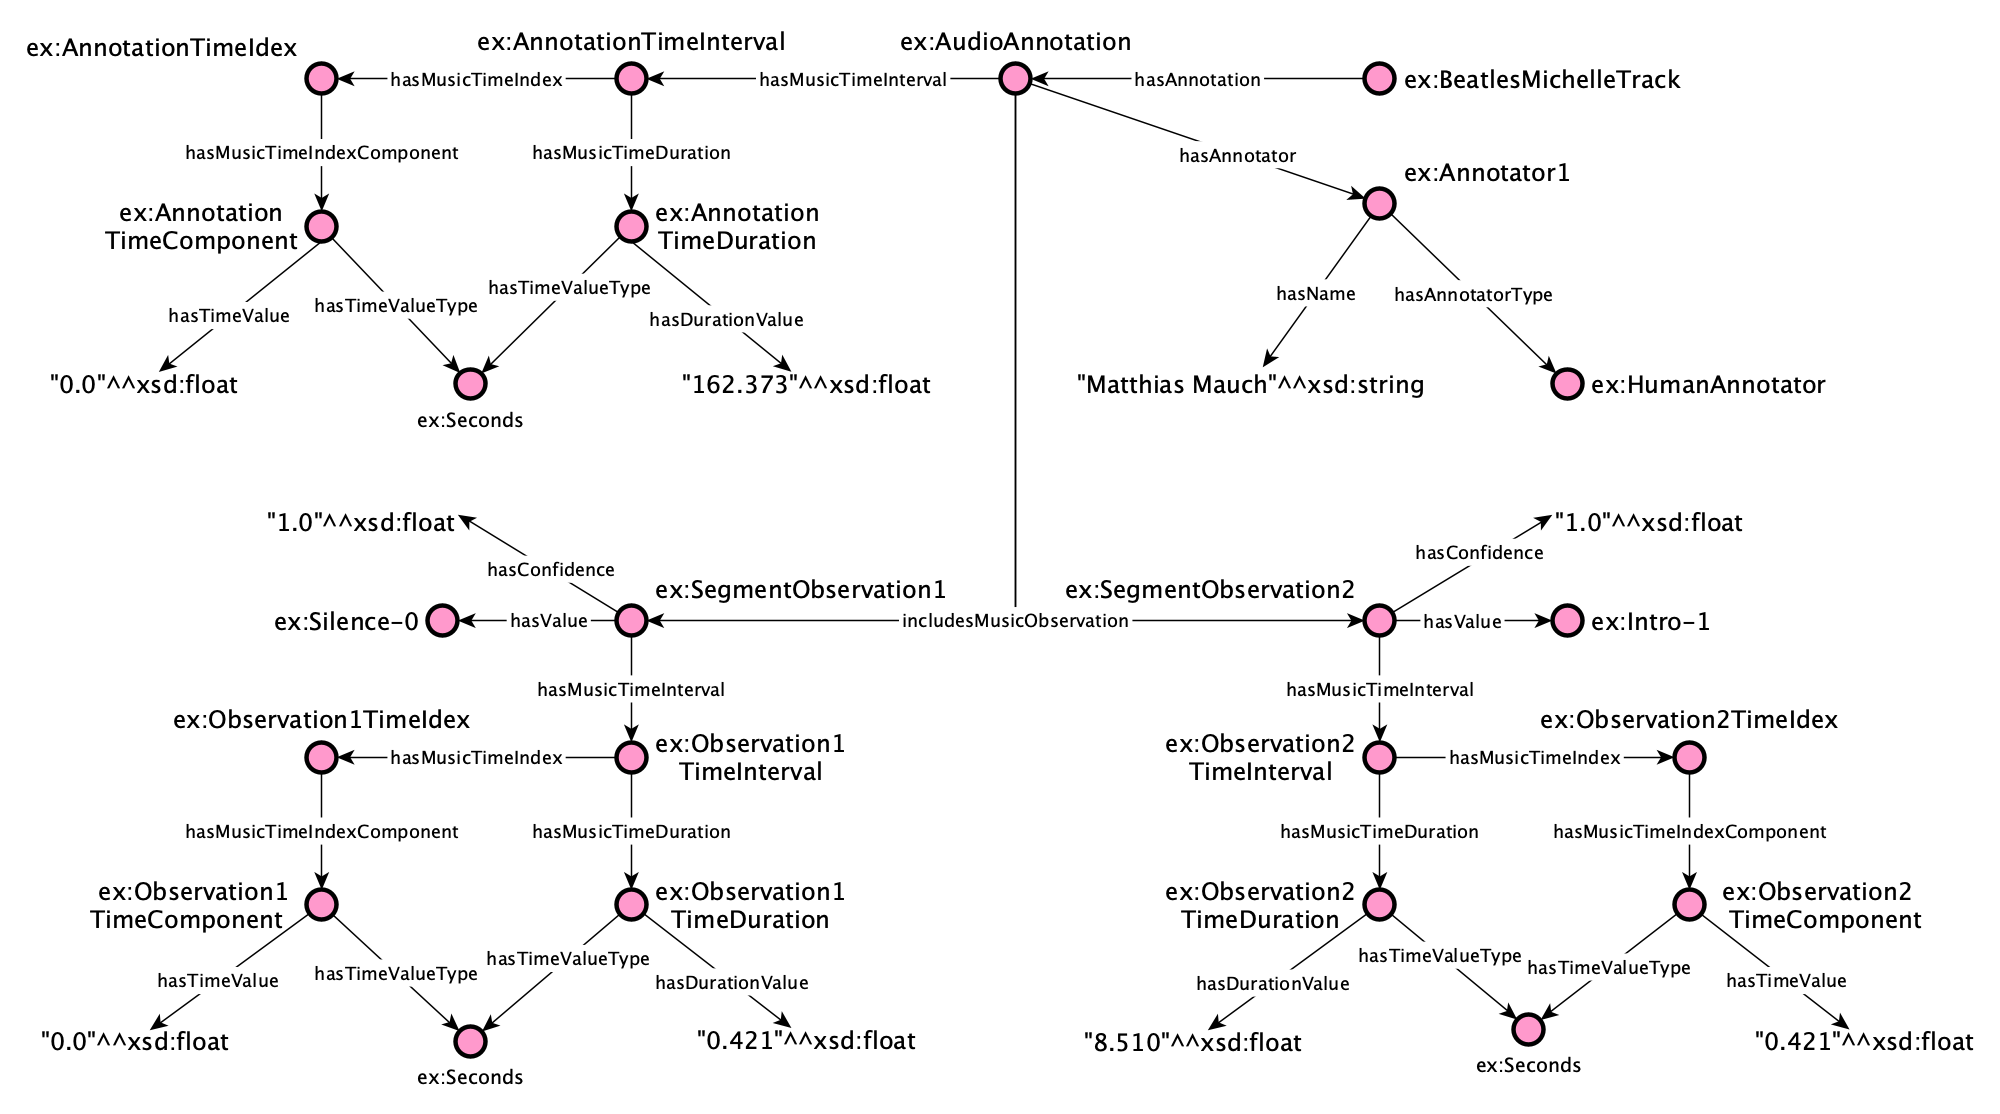 ex:AnnotationTimeIdex
ex:AnnotationTimeInterval
ex:AudioAnnotation
hasMusicTimeIndex
hasMusicTimeInterval
hasAnnotation
ex:BeatlesMichelleTrack
hasMusicTimeIndexComponent
hasMusicTimeDuration
hasAnnotator
ex:Annotator1
ex:Annotation
TimeComponent
ex:Annotation
TimeDuration
hasTimeValue
hasTimeValueType
hasTimeValueType
hasDurationValue
hasName
hasAnnotatorType
"0.0"^^xsd:float
ex:Seconds
"162.373"^^xsd:float
"Matthias Mauch"^^xsd:string
ex:HumanAnnotator
"1.0"^^xsd:float
"1.0"^^xsd:float
hasConfidence
hasConfidence
ex:SegmentObservation1
ex:SegmentObservation2
ex:Silence-0
hasValue
includesMusicObservation
hasValue
ex:Intro-1
hasMusicTimeInterval
hasMusicTimeInterval
ex:Observation1TimeIdex
ex:Observation1
TimeInterval
ex:Observation2
TimeInterval
ex:Observation2TimeIdex
hasMusicTimeIndex
hasMusicTimeIndex
hasMusicTimeIndexComponent
hasMusicTimeDuration
hasMusicTimeDuration
hasMusicTimeIndexComponent
ex:Observation1
TimeComponent
ex:Observation1
TimeDuration
ex:Observation2
TimeDuration
ex:Observation2
TimeComponent
hasTimeValue
hasTimeValueType
hasTimeValueType
hasDurationValue
hasDurationValue
hasTimeValueType
hasTimeValueType
hasTimeValue
"0.0"^^xsd:float
ex:Seconds
"0.421"^^xsd:float
"8.510"^^xsd:float
ex:Seconds
"0.421"^^xsd:float